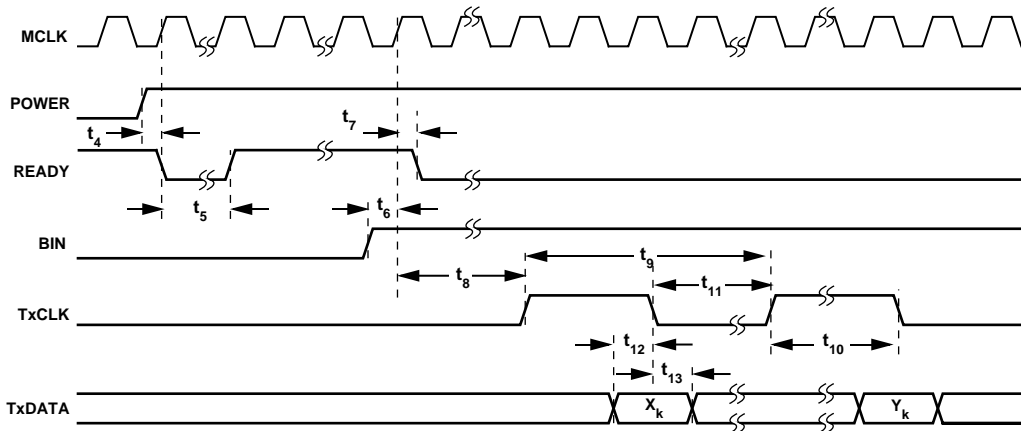 MCLK
POWER
t4
t7
READY
t5
t6
BIN
t9
t8
t11
TxCLK
t12
t10
t13
TxDATA
Xk
Yk